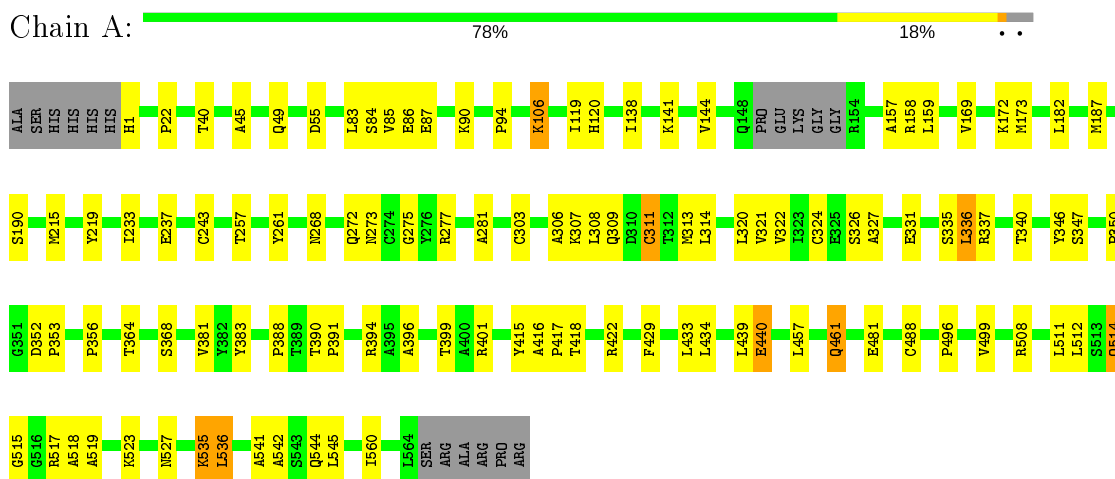 Chain A:
78% 18% • •
ALA SER HIS HIS HIS HIS H1 P22 T40 A45 Q49 D55 L83 S84 V85 E86 E87 K90 P94 K106 I119 H120 I138 K141 V144 Q148 PRO GLU LYS GLY GLY R154 A157 R158 L159 V169 K172 M173 L182 M187
S190 M215 Y219 I233 E237 C243 T257 Y261 N268 Q272 N273 C274 G275 Y276 R277 A281 C303 A306 K307 L308 Q309 D310 C311 T312 M313 L314 L320 V321 V322 I323 C324 E325 S326 A327 E331 S335 L336 R337 T340 Y346 S347
G351 D352 P353 P356 T364 S368 V381 Y382 Y383 P388 T389 T390 P391 R394 A395 A396 T399 A400 R401 Y415 A416 P417 T418 R422 F429 L433 L434 L439 E440 L457 Q461 E481 C488 P496 V499 R508 L511 L512 S513
G515 G516 R517 A518 A519 K523 N527 K535 L536 A541 A542 S543 Q544 L545 I560 L564 SER ARG ALA ARG PRO ARG